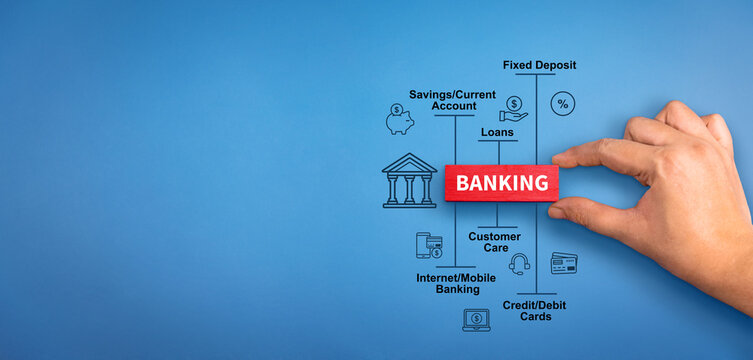 Fixed Deposit
Savings/Current
Account
Loans
BANKING
Customer
Care
Internet/Mobile
Banking
Credit/Debit
Cards